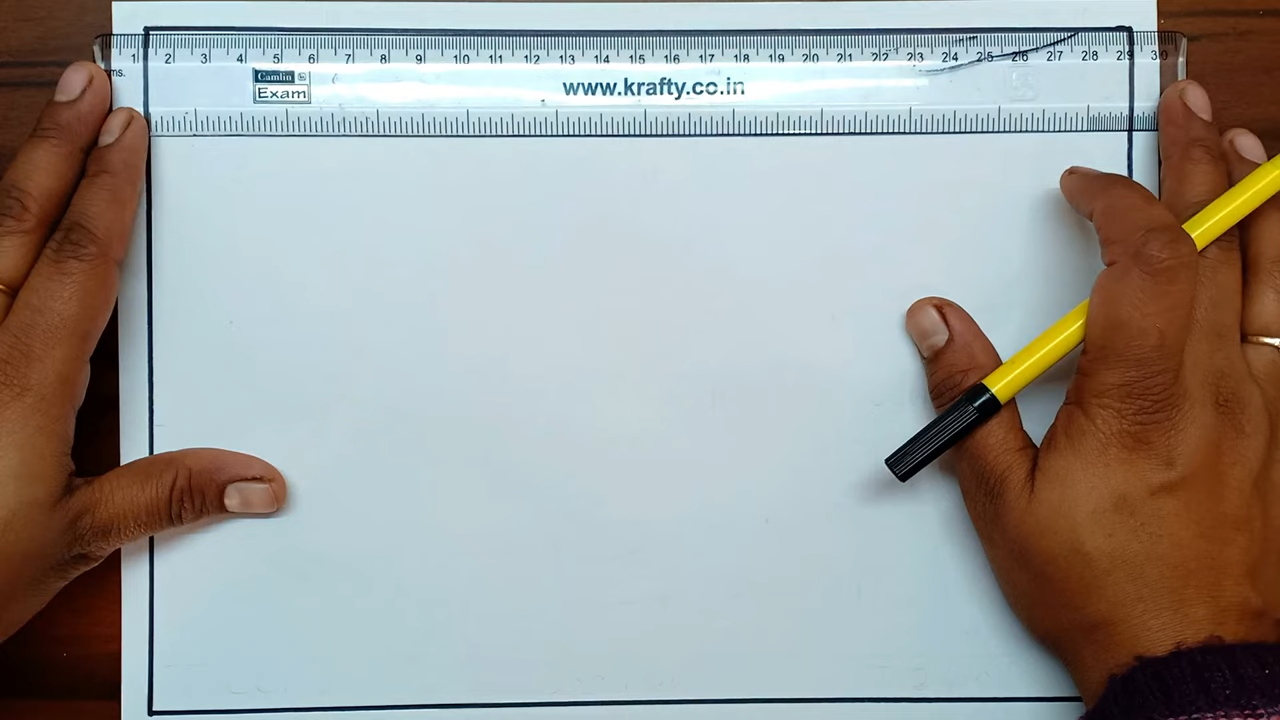 1 2 3 4 5 6 7 8 9 10 11 12 13 14 15 16 17 18 19 20 21 22 23 24 25 26 27 28 29 30
ms.
Camlin
Exam
www.krafty.co.in